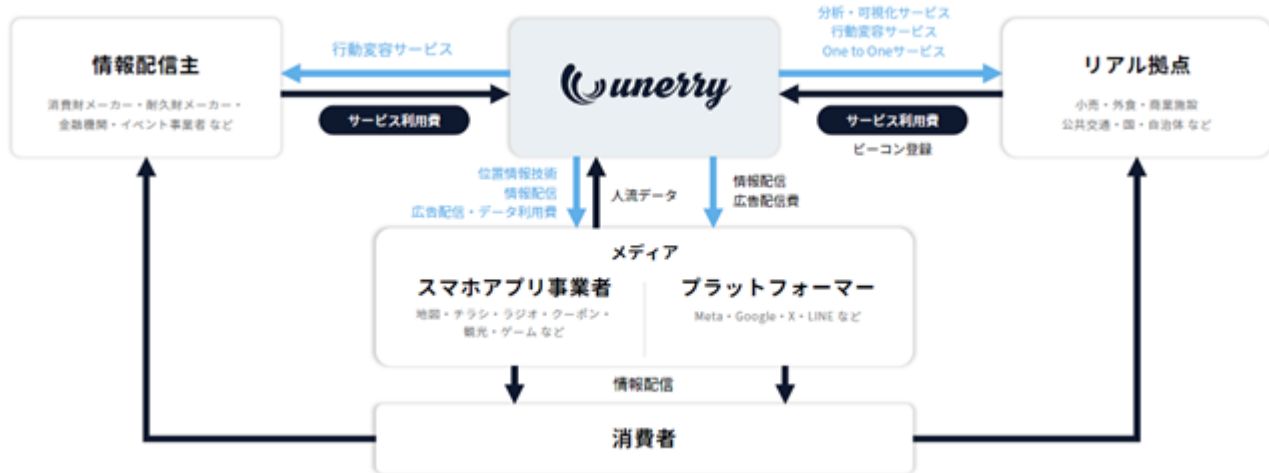 情報配信主
消費財メーカー・耐久財メーカー・
金融機関・イベント事業者 など
行動変容サービス
サービス利用費
unerry
分析・可視化サービス
行動変容サービス
One to Oneサービス
サービス利用費
ビーコン登録
リアル拠点
小売・外食・商業施設
公共交通・国・自治体 など
位置情報技術
情報配信
広告配信・データ利用費
人流データ
情報配信
広告配信費
メディア
スマホアプリ事業者
地図・チラシ・ラジオ・クーポン・
観光・ゲーム など
プラットフォーマー
Meta・Google・X・LINE など
情報配信
消費者